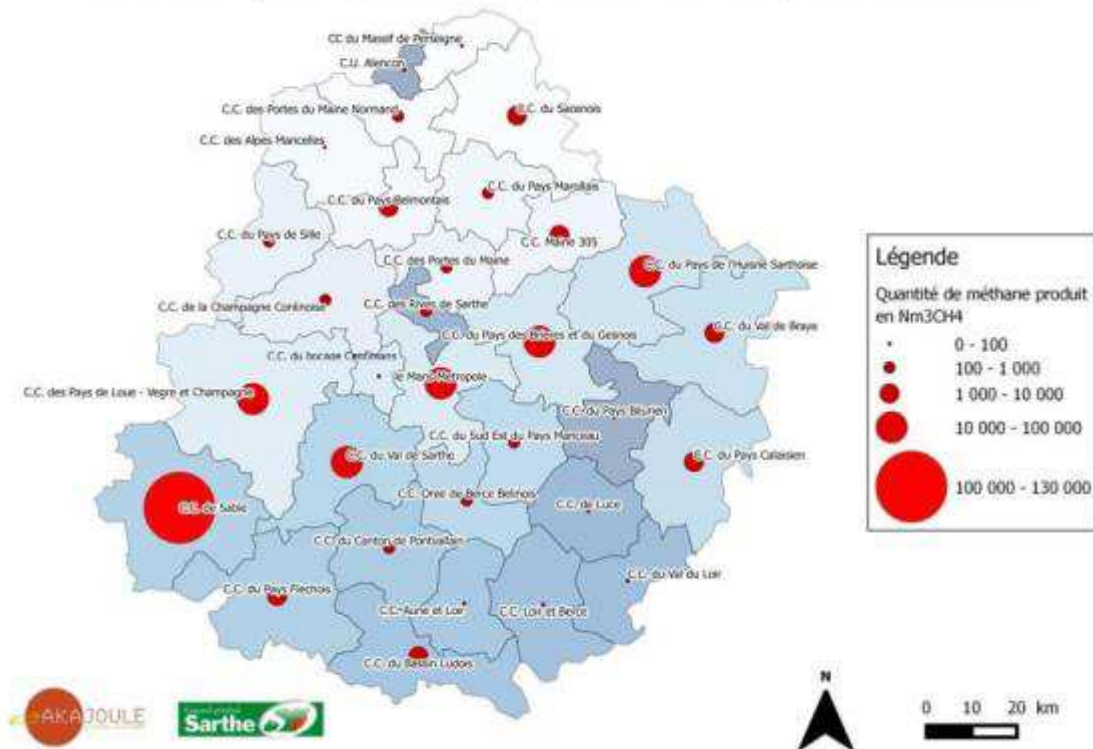 CC du Massif de Perseigne
C.U. Alencon
C.C. des Portes du Maine Normand
C.C. du Saosnois
C.C. des Alpes Mancelles
C.C. du Pays Marollais
C.C. du Pays Belmontais
C.C. du Pays de Sille
C.C. Maine 305
C.C. des Portes du Maine
C.C. du Pays de l'Huisne Sarthoise
C.C. de la Champagne Conlinoise
C.C. des Rives de Sarthe
C.C. du Pays des Brières et du Gesnois
C.C. du Val de Braye
C.C. du bocage Cenomans
le Mans Metropole
C.C. des Pays de Loue - Vegre et Champagne
C.C. du Pays Bilurien
C.C. du Sud Est du Pays Manceau
C.C. du Val de Sarthe
C.C. du Pays Calaisien
C.C. de Sable
C.C. Oree de Berce Belinois
C.C. de Luce
C.C. du Canton de Pontvallain
C.C. du Val du Loir
C.C. du Pays Flechois
C.C. Aune et Loir
C.C. Loir et Berce
C.C. du Bassin Ludois
Légende
Quantité de méthane produit
en Nm3CH4
0 - 100
100 - 1 000
1 000 - 10 000
10 000 - 100 000
100 000 - 130 000
AKAJOULE
Sarthe
N
0 10 20 km